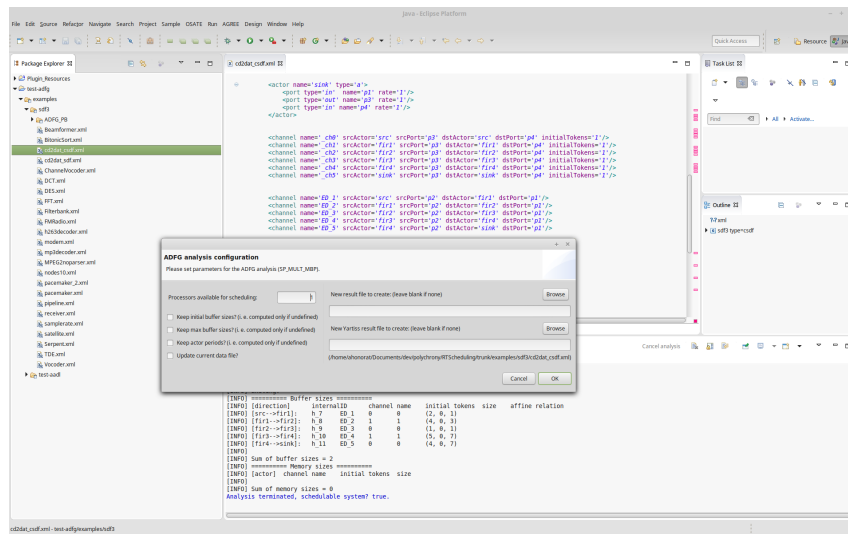 Java - Eclipse Platform
File Edit Source Refactor Navigate Search Project Sample OSATE Run AGREE Design Window Help
Quick Access
Resource
Package Explorer
Plugin_Resources
test-adfg
examples
sdf3
ADFG_PB
Beamformer.xml
BitonicSort.xml
cd2dat_csdf.xml
cd2dat_sdf.xml
ChannelVocoder.xml
DCT.xml
DES.xml
FFT.xml
Filterbank.xml
FMRadio.xml
h263decoder.xml
modem.xml
mp3decoder.xml
MPEG2noparser.xml
nodes10.xml
pacemaker_2.xml
pacemaker.xml
pipeline.xml
receiver.xml
samplerate.xml
satellite.xml
Serpent.xml
TDE.xml
Vocoder.xml
test-aadl
cd2dat_csdf.xml
<actor name='sink' type='a'>
<port type='in' name='p1' rate='1'/>
<port type='out' name='p3' rate='1'/>
<port type='in' name='p4' rate='1'/>
</actor>
<channel name='_ch0' srcActor='src' srcPort='p3' dstActor='src' dstPort='p4' initialTokens='1'/>
<channel name='_ch1' srcActor='fir1' srcPort='p3' dstActor='fir1' dstPort='p4' initialTokens='1'/>
<channel name='_ch2' srcActor='fir2' srcPort='p3' dstActor='fir2' dstPort='p4' initialTokens='1'/>
<channel name='_ch3' srcActor='fir3' srcPort='p3' dstActor='fir3' dstPort='p4' initialTokens='1'/>
<channel name='_ch4' srcActor='fir4' srcPort='p3' dstActor='fir4' dstPort='p4' initialTokens='1'/>
<channel name='_ch5' srcActor='sink' srcPort='p3' dstActor='sink' dstPort='p4' initialTokens='1'/>
<channel name='ED_1' srcActor='src' srcPort='p2' dstActor='fir1' dstPort='p1'/>
<channel name='ED_2' srcActor='fir1' srcPort='p2' dstActor='fir2' dstPort='p1'/>
<channel name='ED_3' srcActor='fir2' srcPort='p2' dstActor='fir3' dstPort='p1'/>
<channel name='ED_4' srcActor='fir3' srcPort='p2' dstActor='fir4' dstPort='p1'/>
<channel name='ED_5' srcActor='fir4' srcPort='p2' dstActor='sink' dstPort='p1'/>
Task List
Find
All
Activate...
Outline
xml
sdf3 type=csdf
ADFG analysis configuration
Please set parameters for the ADFG analysis (SP_MULT_MBP).
Processors available for scheduling:
New result file to create: (leave blank if none)
Browse
Keep initial buffer sizes? (i. e. computed only if undefined)
Keep max buffer sizes? (i. e. computed only if undefined)
New Yartiss result file to create: (leave blank if none)
Browse
Keep actor periods? (i. e. computed only if undefined)
Update current data file?
(/home/ahonorat/Documents/dev/polychrony/RTScheduling/trunk/examples/sdf3/cd2dat_csdf.xml)
Cancel
OK
Cancel analysis
[INFO] ========== Buffer sizes ==========
[INFO] [direction] internalID channel name initial tokens size affine relation
[INFO] [src-->fir1]: h_7 ED_1 0 0 (2, 0, 1)
[INFO] [fir1-->fir2]: h_8 ED_2 1 1 (4, 0, 3)
[INFO] [fir2-->fir3]: h_9 ED_3 0 0 (1, 0, 1)
[INFO] [fir3-->fir4]: h_10 ED_4 1 1 (5, 0, 7)
[INFO] [fir4-->sink]: h_11 ED_5 0 0 (4, 0, 7)
[INFO]
[INFO] Sum of buffer sizes = 2
[INFO] ========== Memory sizes ==========
[INFO] [actor] channel name initial tokens size
[INFO]
[INFO] Sum of memory sizes = 0
Analysis terminated, schedulable system? true.
cd2dat_csdf.xml - test-adfg/examples/sdf3